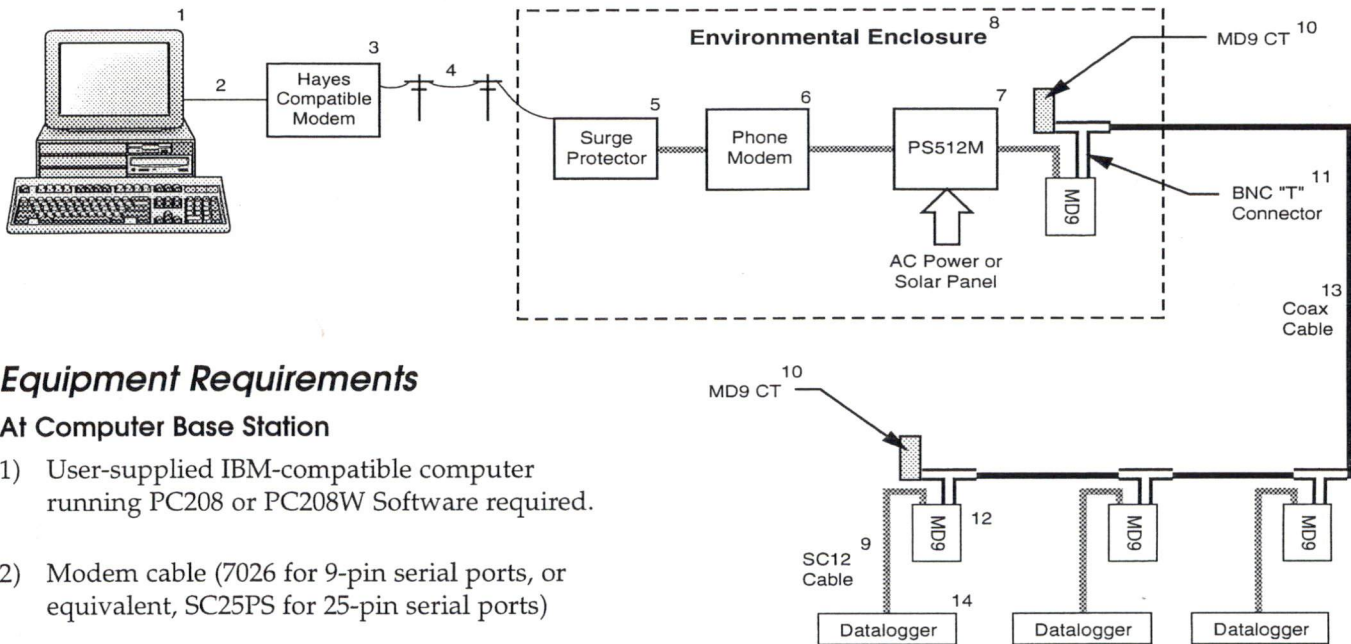 1
2
3
Hayes
Compatible
Modem
4
Environmental Enclosure 8
5
Surge
Protector
6
Phone
Modem
7
PS512M
AC Power or
Solar Panel
MD9 CT 10
MD9
11
BNC "T"
Connector
13
Coax
Cable
Equipment Requirements
At Computer Base Station
1) User-supplied IBM-compatible computer
running PC208 or PC208W Software required.
2) Modem cable (7026 for 9-pin serial ports, or
equivalent, SC25PS for 25-pin serial ports)
10
MD9 CT
MD9
12
MD9
MD9
9
SC12
Cable
14
Datalogger
Datalogger
Datalogger